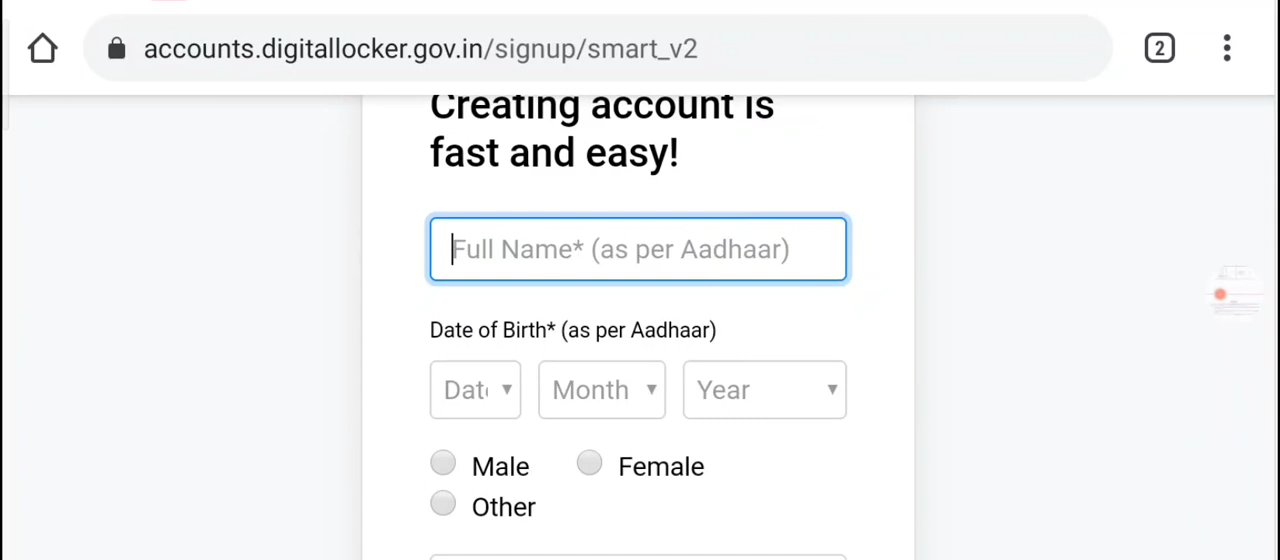 accounts.digitallocker.gov.in/signup/smart_v2
2
Creating account is
fast and easy!
Full Name* (as per Aadhaar)
Date of Birth* (as per Aadhaar)
Dat Month Year
Male Female
Other